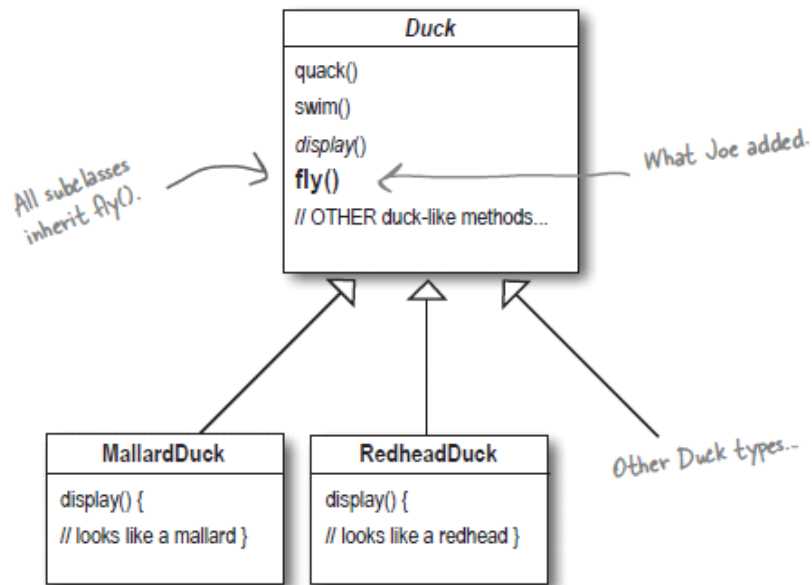 Duck
quack()
swim()
display()
fly()
// OTHER duck-like methods...
All subclasses
inherit fly().
What Joe added.
MallardDuck
display() {
// looks like a mallard }
RedheadDuck
display() {
// looks like a redhead }
Other Duck types...